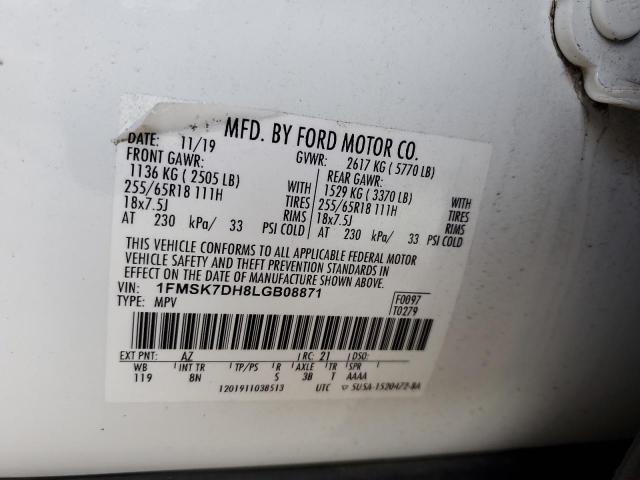 MFD. BY FORD MOTOR CO.
DATE: 11/19 GVWR: 2617 KG ( 5770 LB)
FRONT GAWR: REAR GAWR:
1136 KG ( 2505 LB) WITH 1529 KG ( 3370 LB) WITH
255/65R18 111H TIRES 255/65R18 111H TIRES
18x7.5J RIMS 18x7.5J RIMS
AT 230 kPa/ 33 PSI COLD AT 230 kPa/ 33 PSI COLD
THIS VEHICLE CONFORMS TO ALL APPLICABLE FEDERAL MOTOR
VEHICLE SAFETY AND THEFT PREVENTION STANDARDS IN
EFFECT ON THE DATE OF MANUFACTURE SHOWN ABOVE.
VIN: 1FMSK7DH8LGB08871
TYPE: MPV
F0097
T0279
EXT PNT: AZ RC: 21 DSO:
WB INT TR TP/PS R AXLE TR SPR
119 8N 5 3B T AAAA
1201911038513 UTC